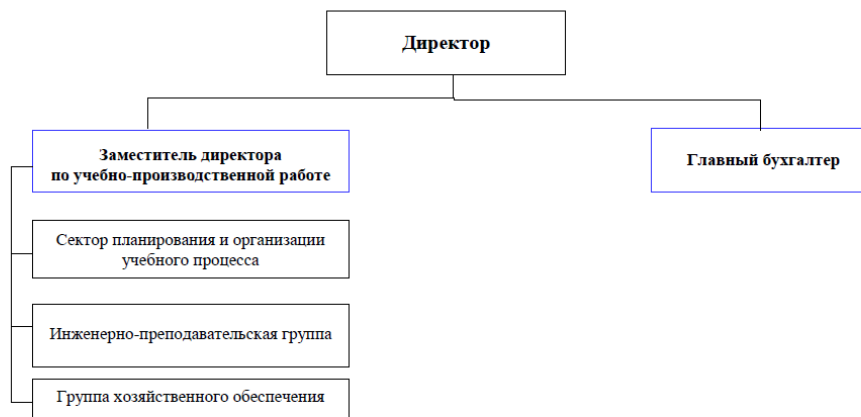 Директор
Заместитель директора
по учебно-производственной работе
Главный бухгалтер
Сектор планирования и организации
учебного процесса
Инженерно-преподавательская группа
Группа хозяйственного обеспечения